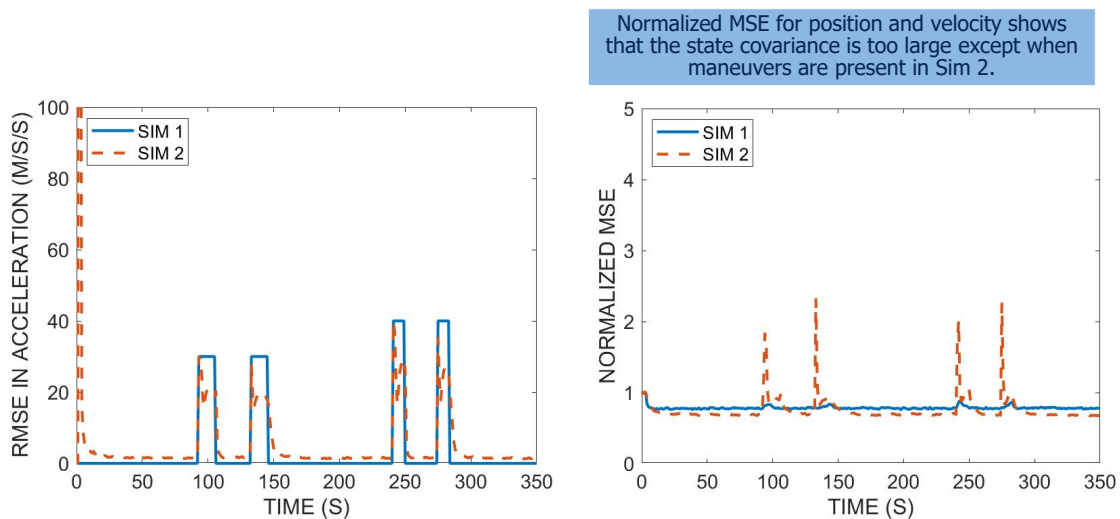 Normalized MSE for position and velocity shows
that the state covariance is too large except when
maneuvers are present in Sim 2.
RMSE IN ACCELERATION (M/S/S)
100
80
60
40
20
0
SIM 1
SIM 2
0 50 100 150 200 250 300 350
TIME (S)
NORMALIZED MSE
5
4
3
2
1
0
SIM 1
SIM 2
0 50 100 150 200 250 300 350
TIME (S)